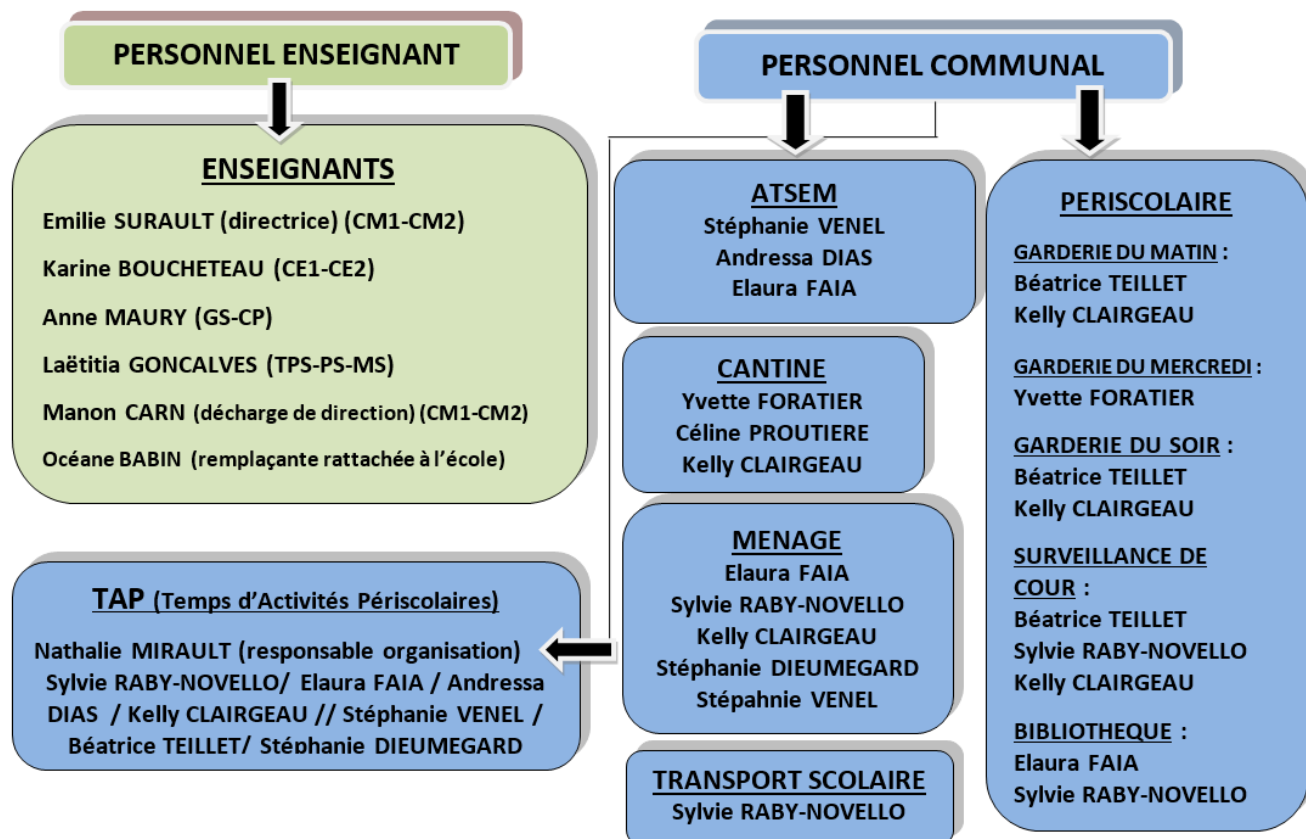 PERSONNEL ENSEIGNANT
ENSEIGNANTS
Emilie SURAULT (directrice) (CM1-CM2)
Karine BOUCHETEAU (CE1-CE2)
Anne MAURY (GS-CP)
Laëtitia GONCALVES (TPS-PS-MS)
Manon CARN (décharge de direction) (CM1-CM2)
Océane BABIN (remplaçante rattachée à l'école)
TAP (Temps d'Activités Périscolaires)
Nathalie MIRAULT (responsable organisation)
Sylvie RABY-NOVELLO/ Elaura FAIA / Andressa
DIAS / Kelly CLAIRGEAU // Stéphanie VENEL /
Béatrice TEILLET/ Stéphanie DIEUMEGARD
PERSONNEL COMMUNAL
ATSEM
Stéphanie VENEL
Andressa DIAS
Elaura FAIA
CANTINE
Yvette FORATIER
Céline PROUTIERE
Kelly CLAIRGEAU
MENAGE
Elaura FAIA
Sylvie RABY-NOVELLO
Kelly CLAIRGEAU
Stéphanie DIEUMEGARD
Stépahnie VENEL
TRANSPORT SCOLAIRE
Sylvie RABY-NOVELLO
PERISCOLAIRE
GARDERIE DU MATIN :
Béatrice TEILLET
Kelly CLAIRGEAU
GARDERIE DU MERCREDI :
Yvette FORATIER
GARDERIE DU SOIR :
Béatrice TEILLET
Kelly CLAIRGEAU
SURVEILLANCE DE
COUR :
Béatrice TEILLET
Sylvie RABY-NOVELLO
Kelly CLAIRGEAU
BIBLIOTHEQUE :
Elaura FAIA
Sylvie RABY-NOVELLO